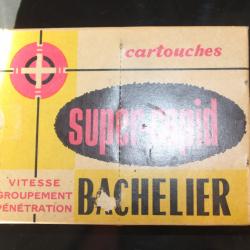 cartouches
super rapid
VITESSE
GROUPEMENT
PÉNÉTRATION
BACHELIER